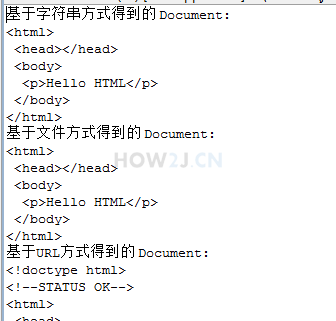 基于字符串方式得到的Document：
<html>
 <head></head>
 <body>
  <p>Hello HTML</p>
 </body>
</html>
基于文件方式得到的Document：
<html>
 <head></head>
 <body>
  <p>Hello HTML</p>
 </body>
</html>
基于URL方式得到的Document：
<!doctype html>
<!--STATUS OK-->
<html>
 <head>
HOW2J.CN